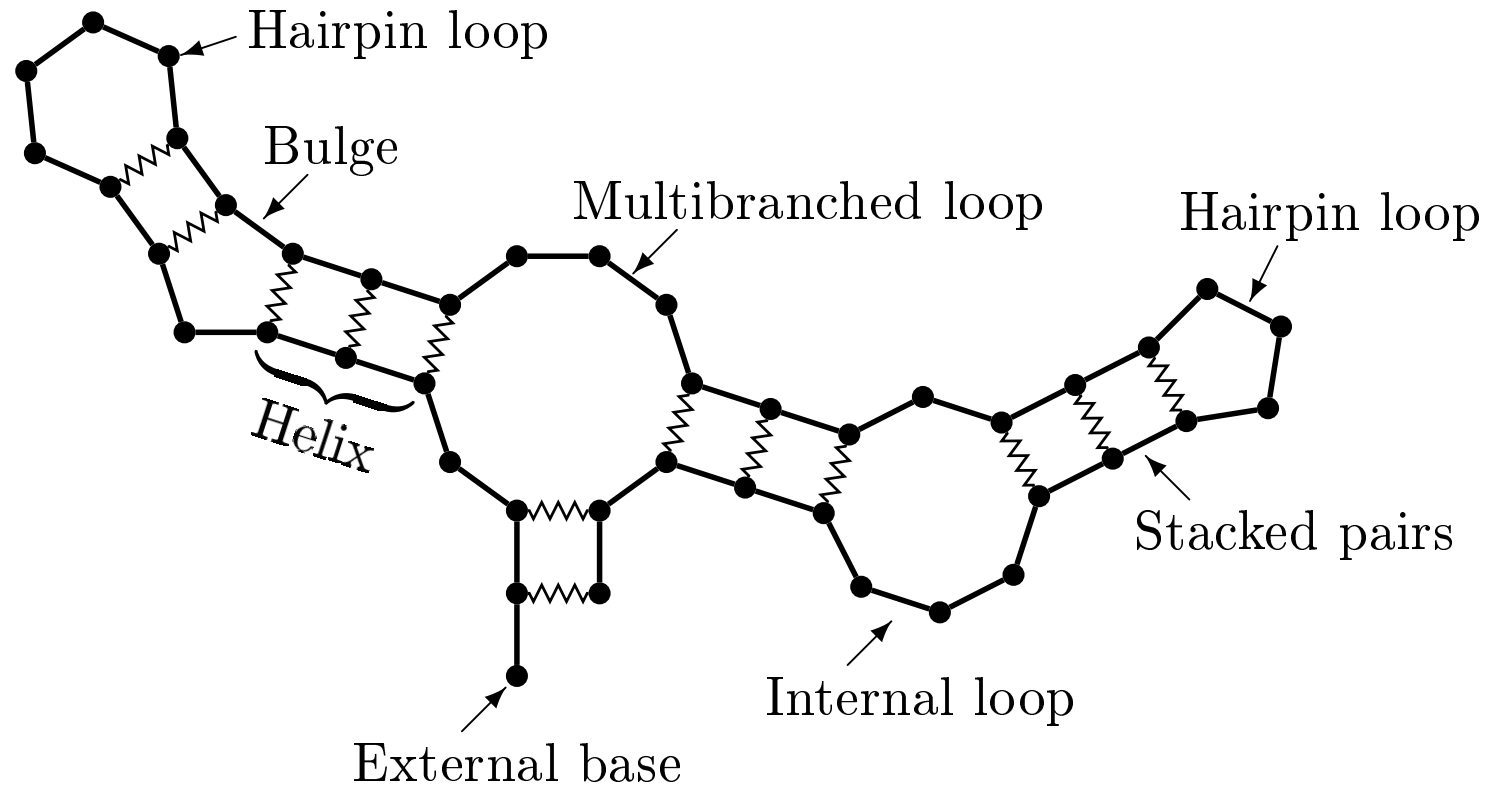 Hairpin loop
Bulge
Multibranched loop
Hairpin loop
Helix
Stacked pairs
Internal loop
External base